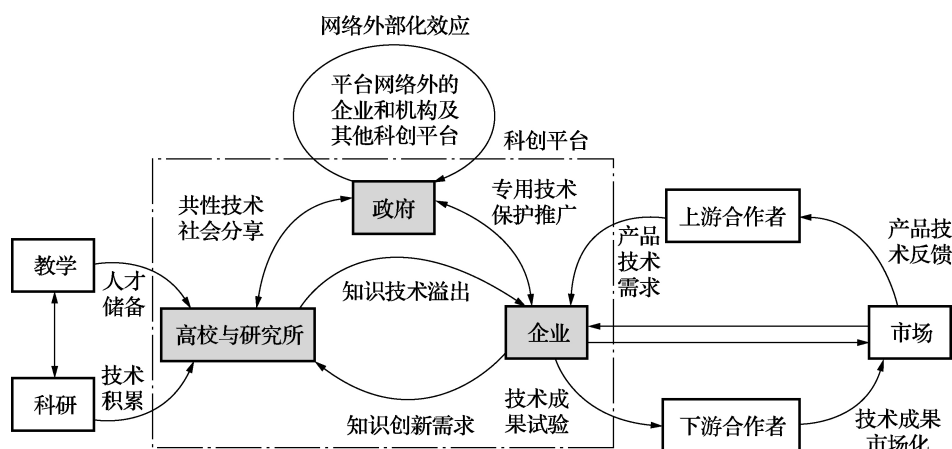 网络外部化效应
平台网络外的
企业和机构及
其他科创平台
科创平台
共性技术
社会分享
政府
专用技术
保护推广
上游合作者
产品技
术反馈
教学
人才
储备
知识技术溢出
产品
技术
需求
高校与研究所
企业
市场
科研
技术
积累
知识创新需求
技术成
果试验
下游合作者
技术成果
市场化